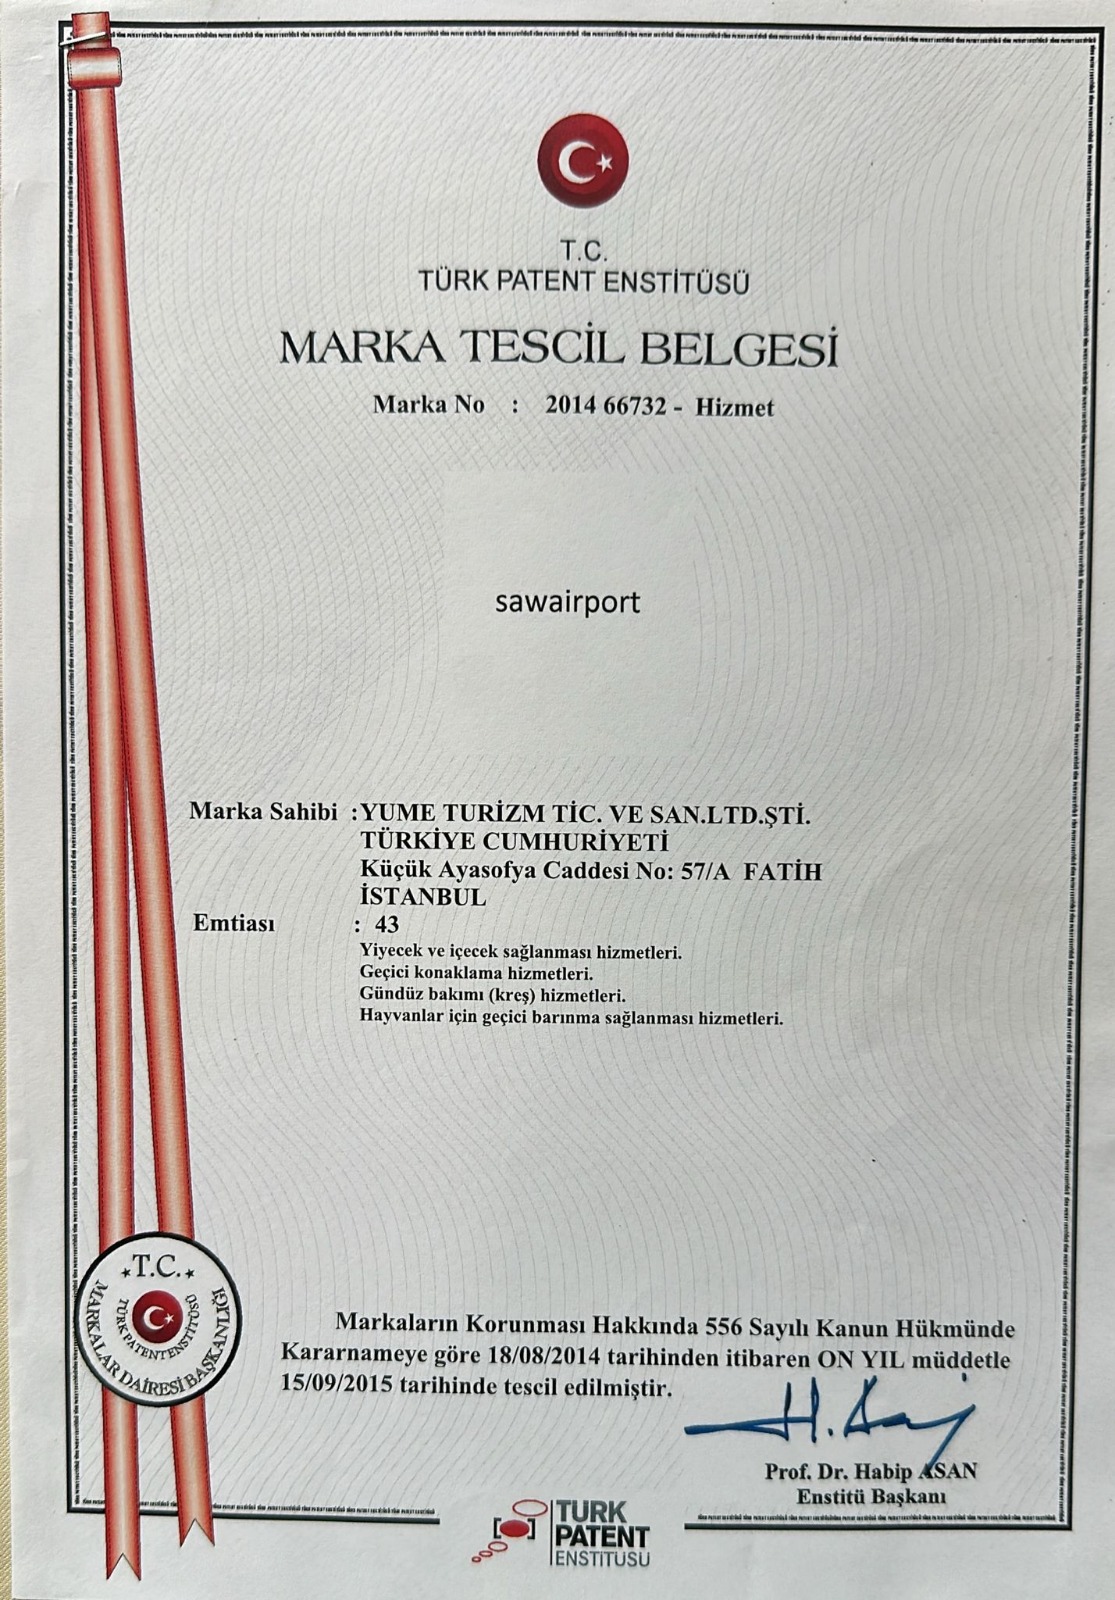 T.C.
TÜRK PATENT ENSTİTÜSÜ
MARKA TESCİL BELGESİ
Marka No : 2014 66732 - Hizmet
sawairport
Marka Sahibi :YUME TURİZM TİC. VE SAN.LTD.ŞTİ.
TÜRKİYE CUMHURİYETİ
Küçük Ayasofya Caddesi No: 57/A FATİH
İSTANBUL
Emtiası : 43
Yiyecek ve içecek sağlanması hizmetleri.
Geçici konaklama hizmetleri.
Gündüz bakımı (kreş) hizmetleri.
Hayvanlar için geçici barınma sağlanması hizmetleri.
T.C.
TÜRK PATENT ENSTİTÜSÜ
MARKALAR DAİRESİ BAŞKANLIĞI
Markaların Korunması Hakkında 556 Sayılı Kanun Hükmünde
Kararnameye göre 18/08/2014 tarihinden itibaren ON YIL müddetle
15/09/2015 tarihinde tescil edilmiştir.
Prof. Dr. Habip ASAN
Enstitü Başkanı
TURK
PATENT
ENSTITUSU